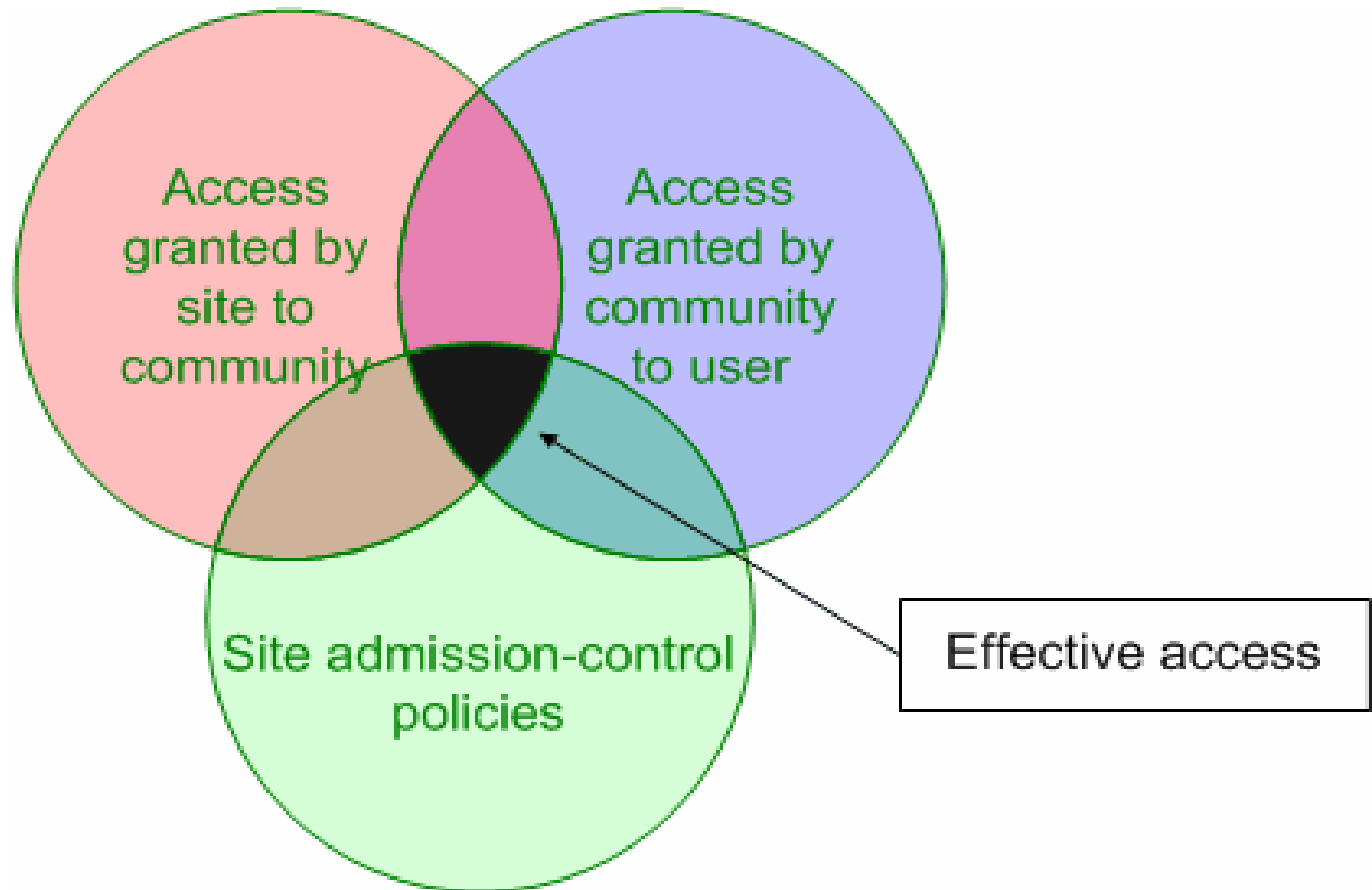 Access
granted by
site to
community
Access
granted by
community
to user
Site admission-control
policies
Effective access